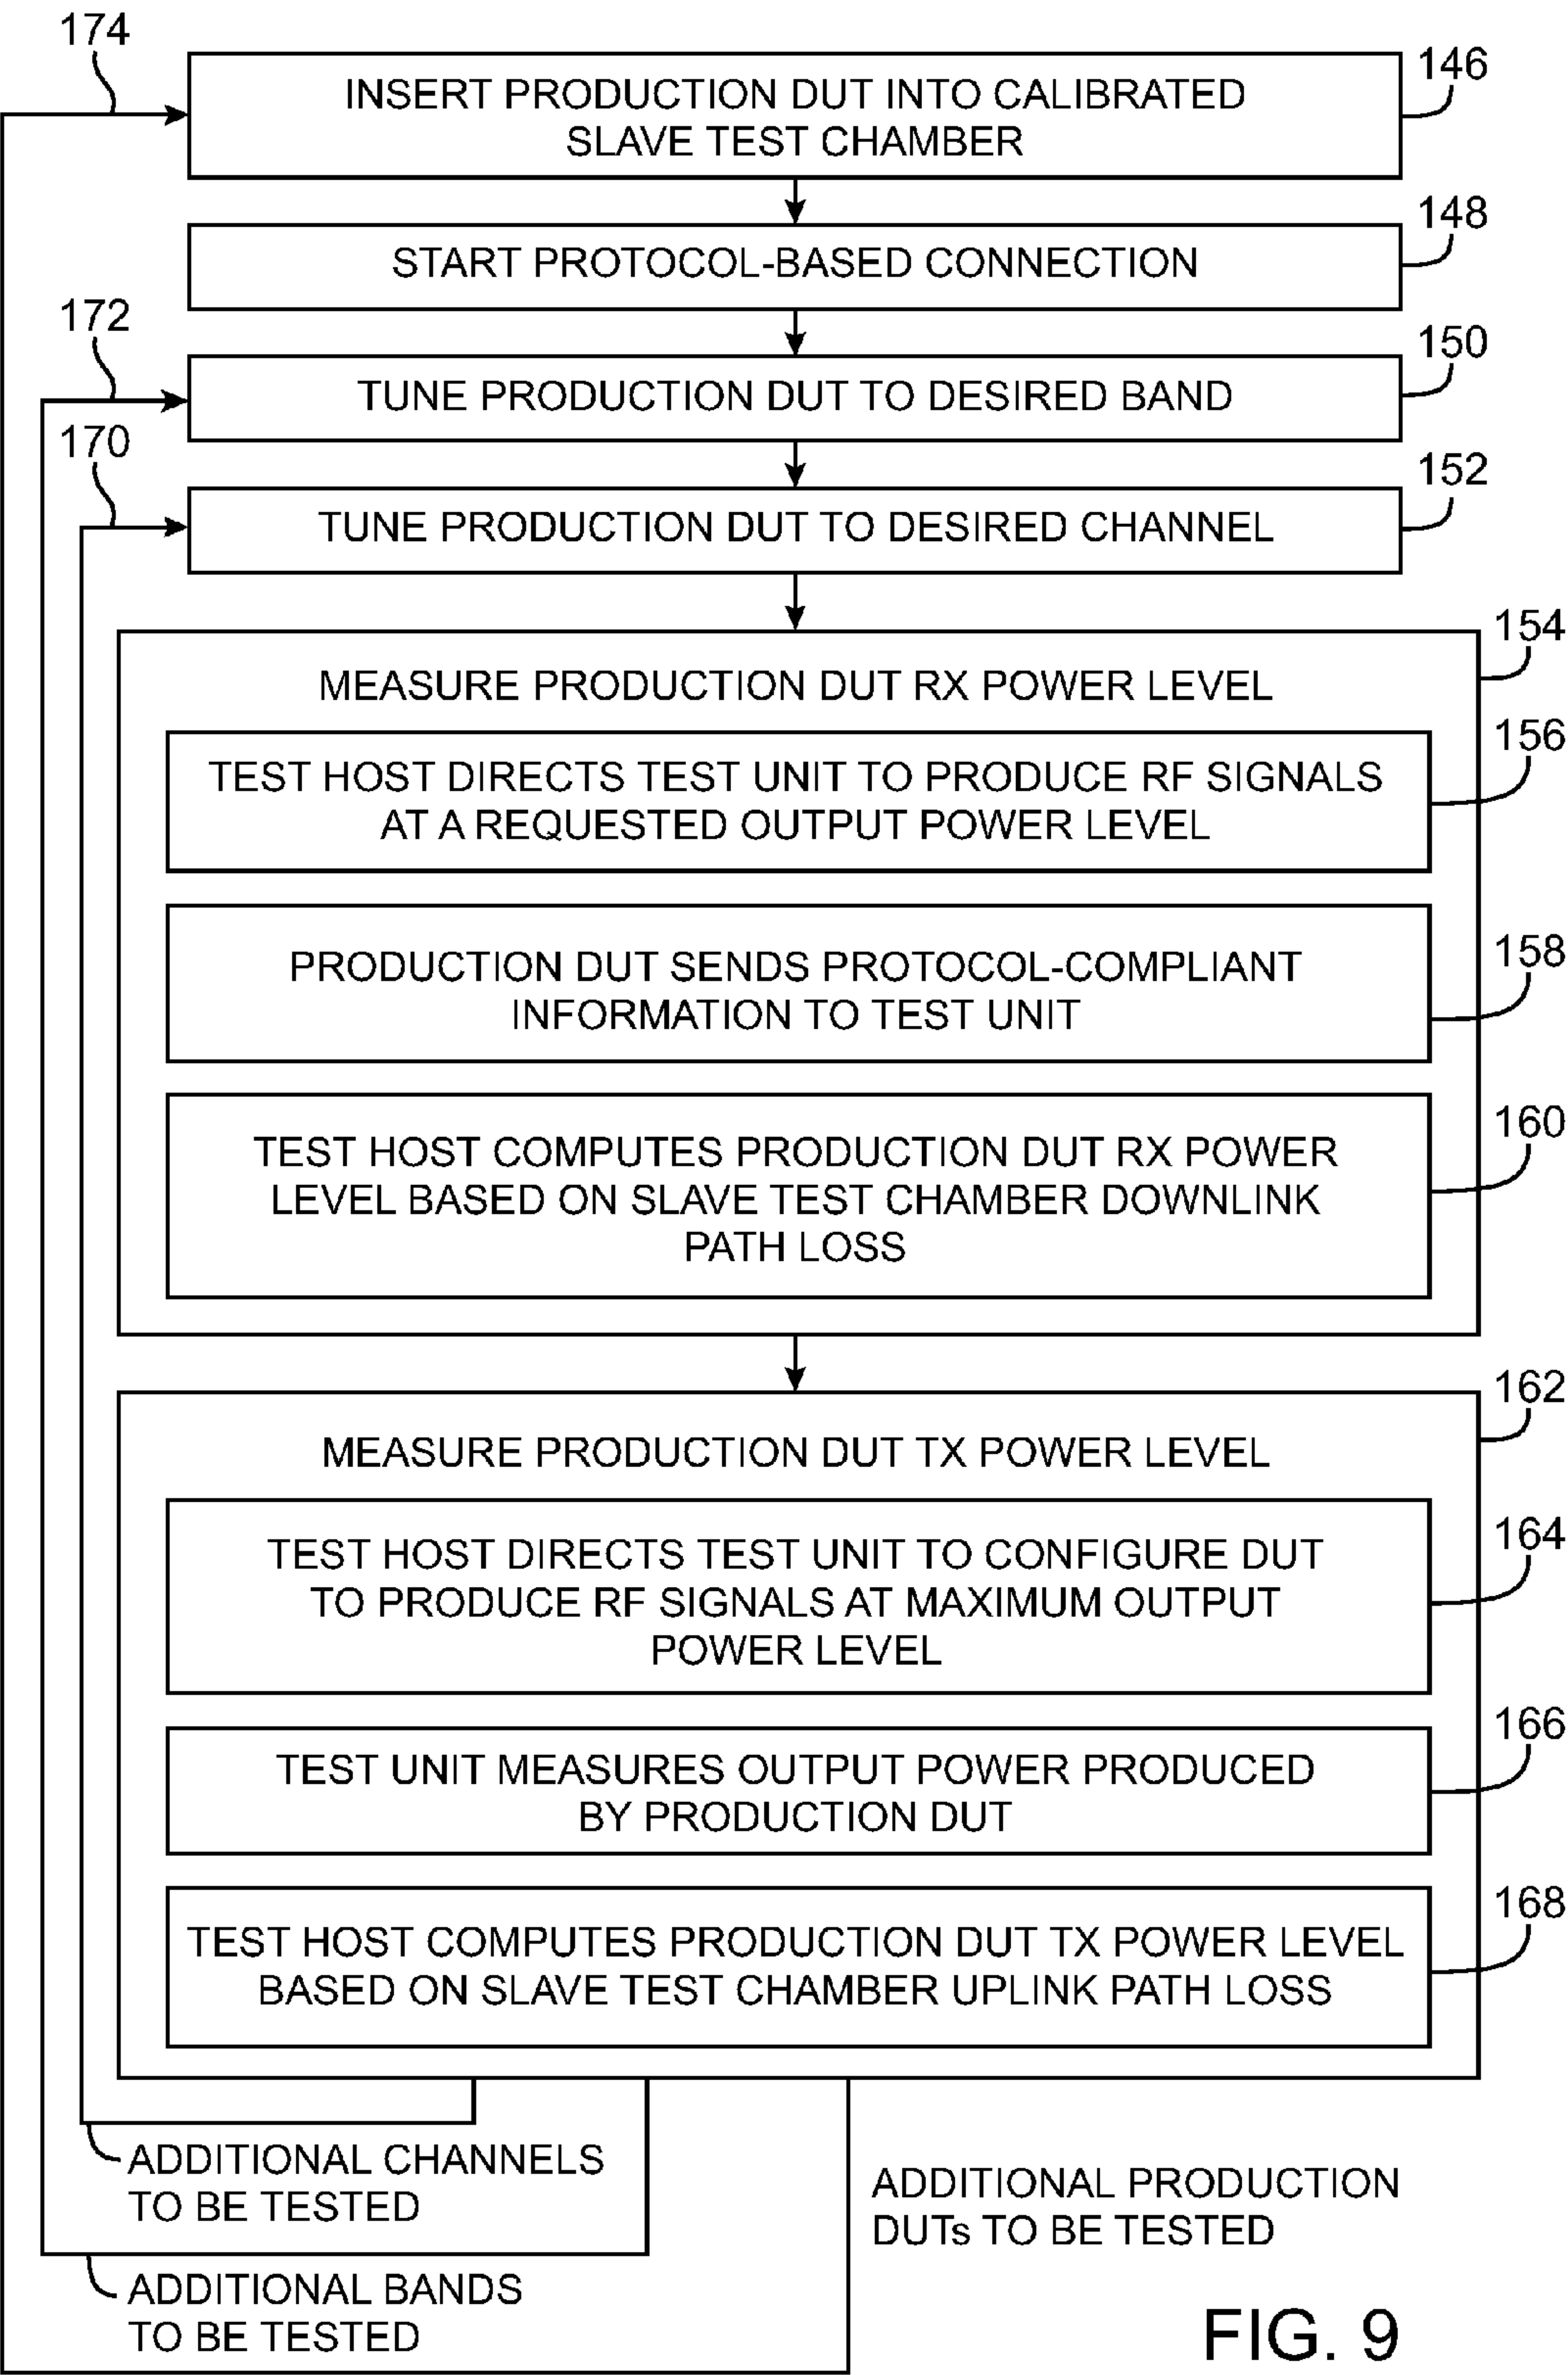 174
146
INSERT PRODUCTION DUT INTO CALIBRATED
SLAVE TEST CHAMBER
148
START PROTOCOL-BASED CONNECTION
172
150
TUNE PRODUCTION DUT TO DESIRED BAND
170
152
TUNE PRODUCTION DUT TO DESIRED CHANNEL
154
MEASURE PRODUCTION DUT RX POWER LEVEL
156
TEST HOST DIRECTS TEST UNIT TO PRODUCE RF SIGNALS
AT A REQUESTED OUTPUT POWER LEVEL
158
PRODUCTION DUT SENDS PROTOCOL-COMPLIANT
INFORMATION TO TEST UNIT
160
TEST HOST COMPUTES PRODUCTION DUT RX POWER
LEVEL BASED ON SLAVE TEST CHAMBER DOWNLINK
PATH LOSS
162
MEASURE PRODUCTION DUT TX POWER LEVEL
164
TEST HOST DIRECTS TEST UNIT TO CONFIGURE DUT
TO PRODUCE RF SIGNALS AT MAXIMUM OUTPUT
POWER LEVEL
166
TEST UNIT MEASURES OUTPUT POWER PRODUCED
BY PRODUCTION DUT
168
TEST HOST COMPUTES PRODUCTION DUT TX POWER LEVEL
BASED ON SLAVE TEST CHAMBER UPLINK PATH LOSS
ADDITIONAL CHANNELS
TO BE TESTED
ADDITIONAL PRODUCTION
DUTs TO BE TESTED
ADDITIONAL BANDS
TO BE TESTED
FIG. 9